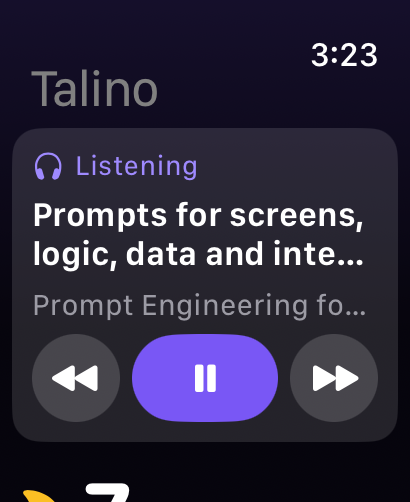 3:23
Talino
Listening
Prompts for screens,
logic, data and inte...
Prompt Engineering fo...